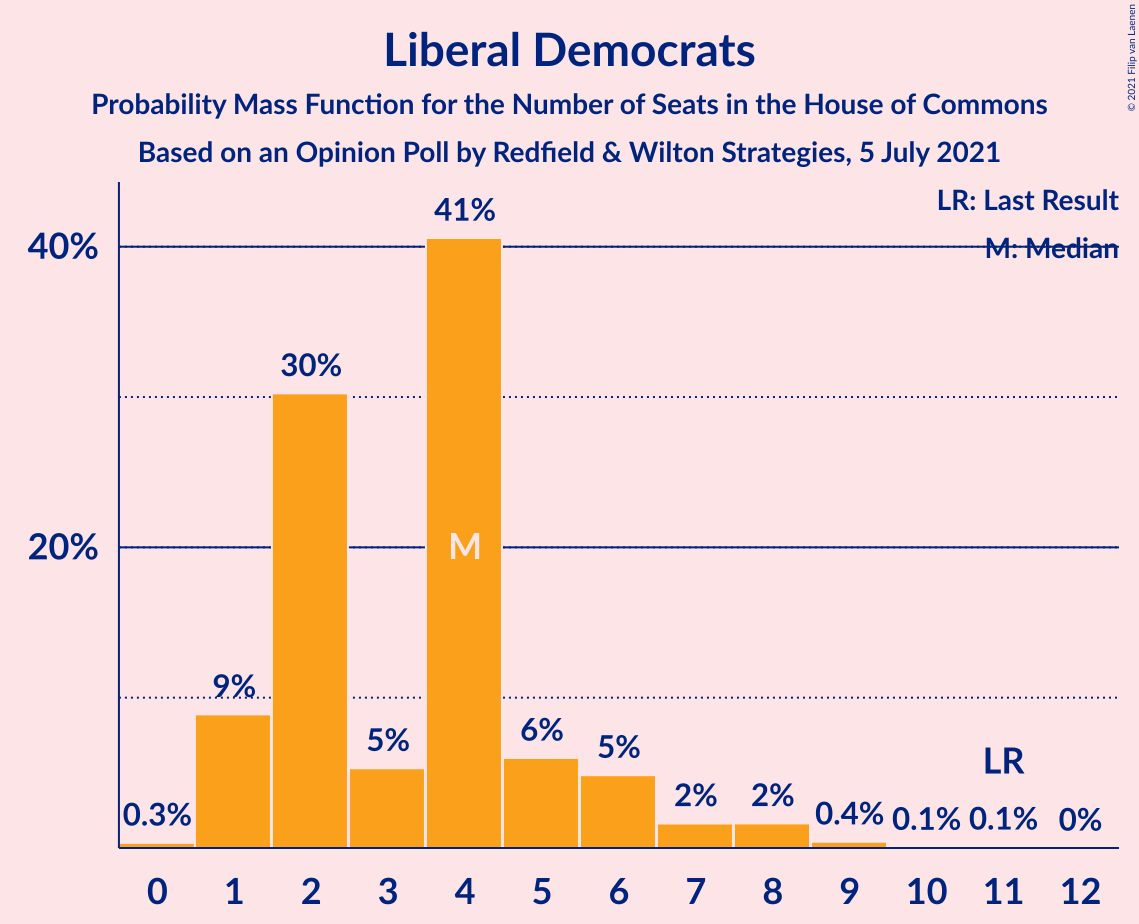 Liberal Democrats
Probability Mass Function for the Number of Seats in the House of Commons
Based on an Opinion Poll by Redfield & Wilton Strategies, 5 July 2021
© 2021 Filip van Laenen
LR: Last Result
M: Median
40%
20%
0.3%
9%
30%
5%
41%
M
6%
5%
2%
2%
0.4%
0.1%
LR
0.1%
0%
0 1 2 3 4 5 6 7 8 9 10 11 12